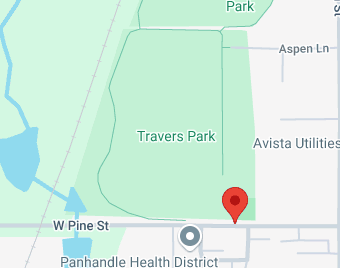 Park
Aspen Ln
Travers Park
Avista Utilities
W Pine St
Panhandle Health District